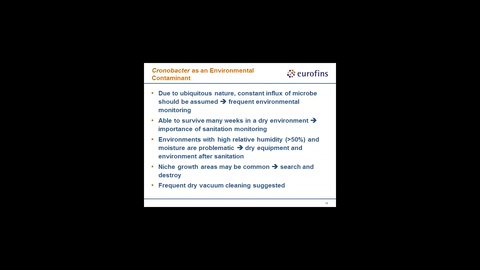 Cronobacter as an Environmental
Contaminant
eurofins
• Due to ubiquitous nature, constant influx of microbe
should be assumed → frequent environmental
monitoring
• Able to survive many weeks in a dry environment →
importance of sanitation monitoring
• Environments with high relative humidity (>50%) and
moisture are problematic → dry equipment and
environment after sanitation
• Niche growth areas may be common → search and
destroy
• Frequent dry vacuum cleaning suggested